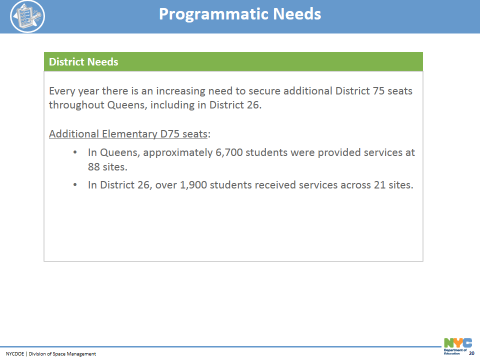 Programmatic Needs
District Needs
Every year there is an increasing need to secure additional District 75 seats
throughout Queens, including in District 26.
Additional Elementary D75 seats:
• In Queens, approximately 6,700 students were provided services at
88 sites.
• In District 26, over 1,900 students received services across 21 sites.
NYC
Department of
Education
NYCDOE | Division of Space Management
20